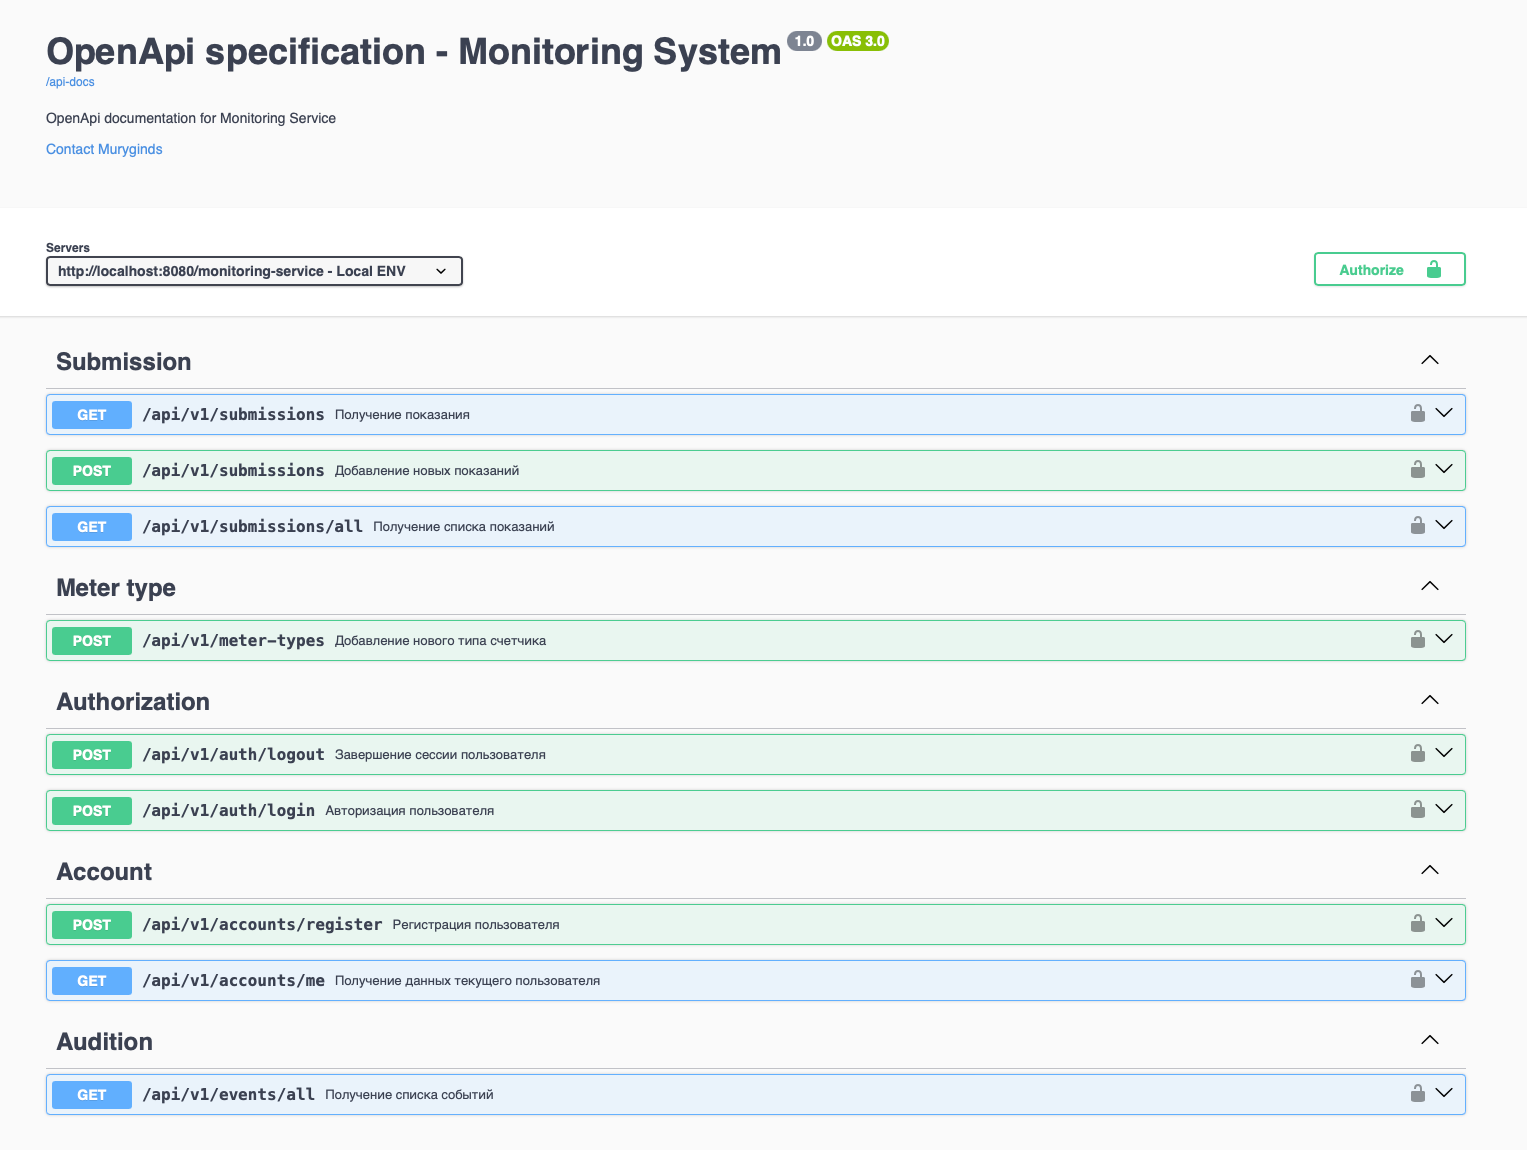 OpenApi specification - Monitoring System 1.0 OAS 3.0
/api-docs
OpenApi documentation for Monitoring Service
Contact Muryginds
Servers
http://localhost:8080/monitoring-service - Local ENV
Authorize
Submission
GET /api/v1/submissions Получение показания
POST /api/v1/submissions Добавление новых показаний
GET /api/v1/submissions/all Получение списка показаний
Meter type
POST /api/v1/meter-types Добавление нового типа счетчика
Authorization
POST /api/v1/auth/logout Завершение сессии пользователя
POST /api/v1/auth/login Авторизация пользователя
Account
POST /api/v1/accounts/register Регистрация пользователя
GET /api/v1/accounts/me Получение данных текущего пользователя
Audition
GET /api/v1/events/all Получение списка событий